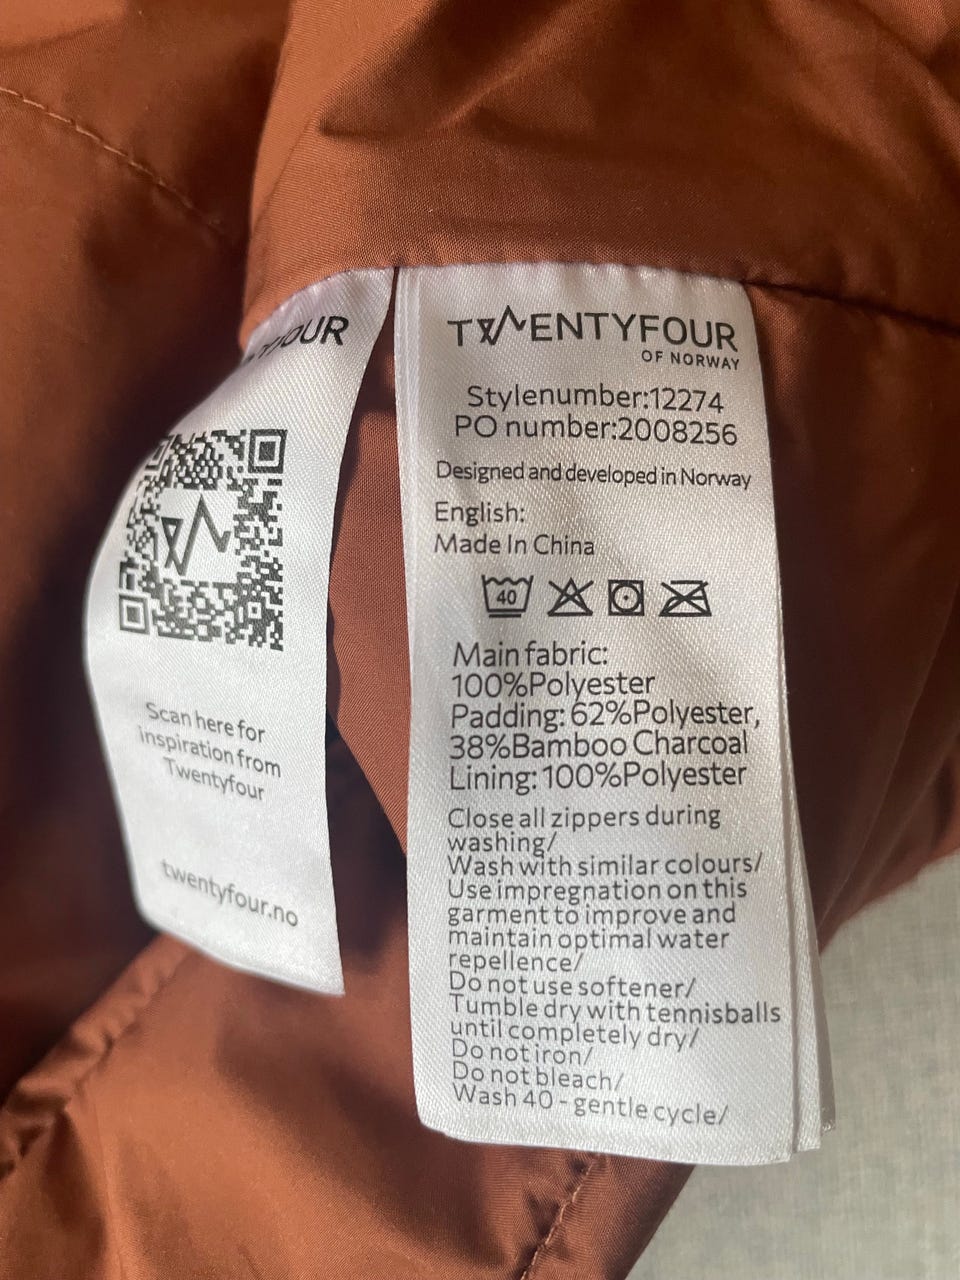 TWENTYFOUR
OF NORWAY
Stylenumber:12274
PO number:2008256
Designed and developed in Norway
English:
Made In China
40
Main fabric:
100%Polyester
Padding: 62%Polyester,
38%Bamboo Charcoal
Lining: 100%Polyester
Close all zippers during
washing/
Wash with similar colours/
Use impregnation on this
garment to improve and
maintain optimal water
repellence/
Do not use softener/
Tumble dry with tennisballs
until completely dry/
Do not iron/
Do not bleach/
Wash 40 - gentle cycle/
Scan here for
inspiration from
Twentyfour
twentyfour.no